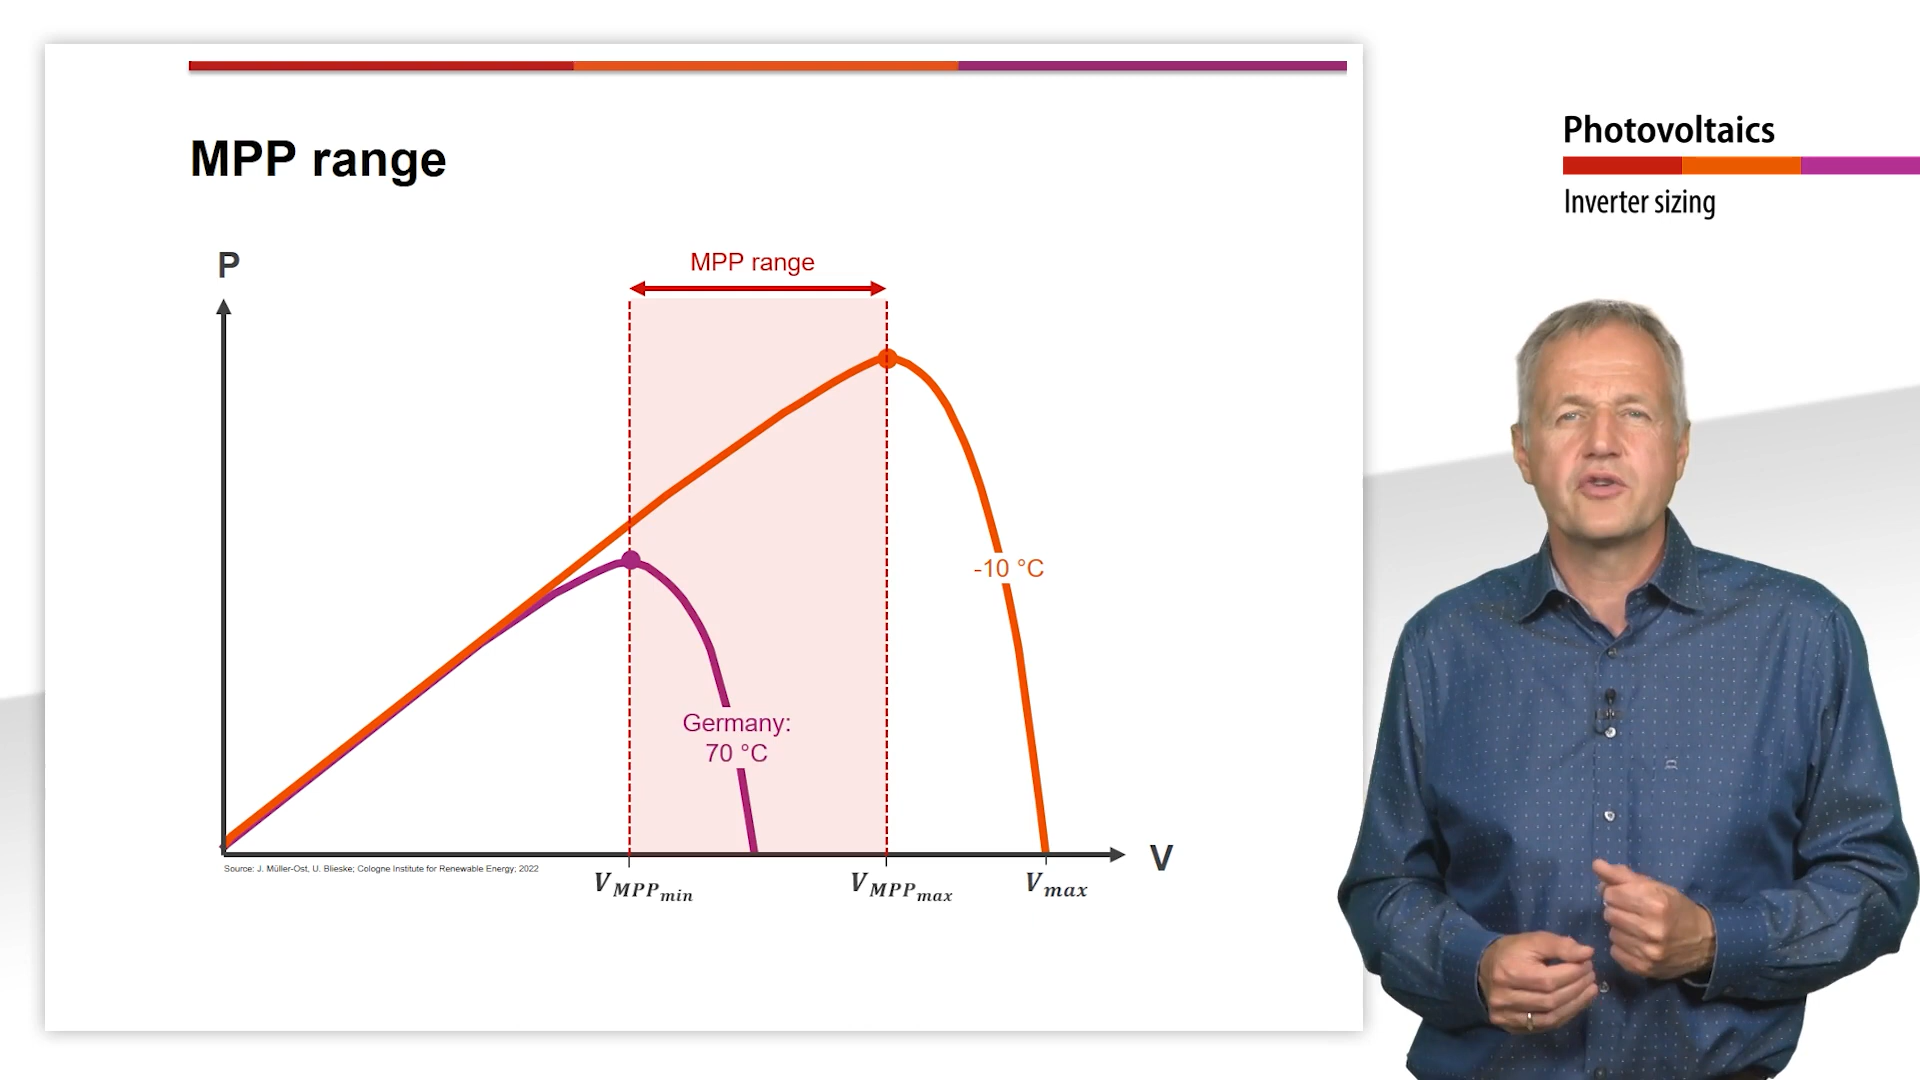 MPP range
P
MPP range
-10 °C
Germany:
70 °C
V
Source: J. Müller-Ost, U. Blieske; Cologne Institute for Renewable Energy; 2022
V_MPP_min
V_MPP_max
V_max
Photovoltaics
Inverter sizing